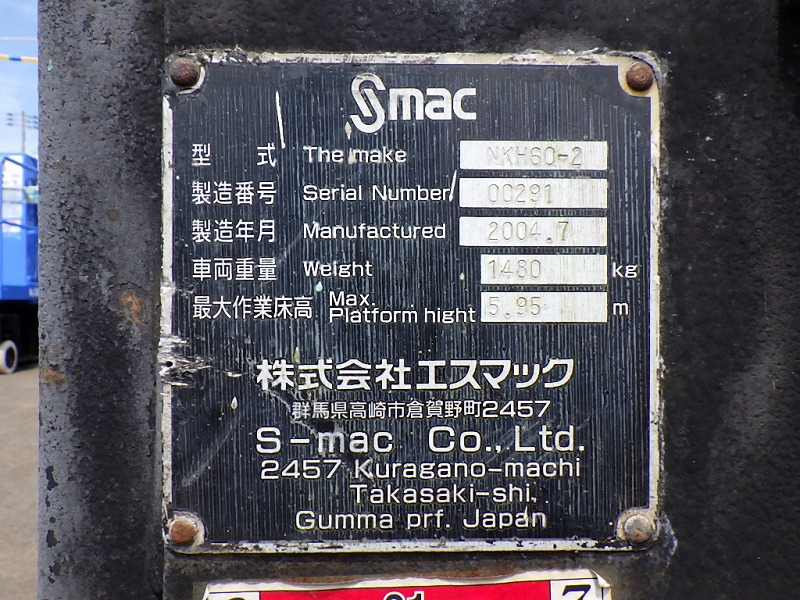 Smac
型式 The make NKH60-2
製造番号 Serial Number 00291
製造年月 Manufactured 2004.7
車両重量 Weight 1480 kg
最大作業床高 Max. Platform hight 5.95 m
株式会社エスマック
群馬県高崎市倉賀野町2457
S-mac Co., Ltd.
2457 Kuragano-machi
Takasaki-shi,
Gumma prf. Japan